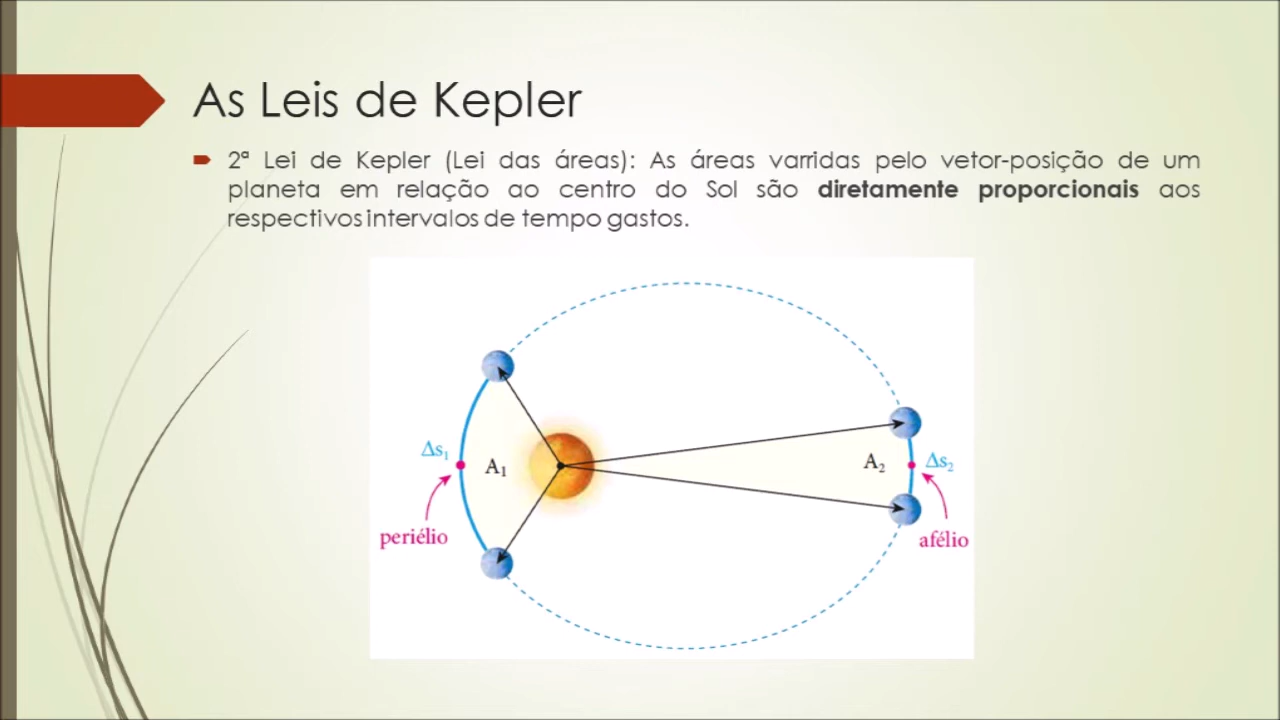 As Leis de Kepler
2ª Lei de Kepler (Lei das áreas): As áreas varridas pelo vetor-posição de um
planeta em relação ao centro do Sol são diretamente proporcionais aos
respectivos intervalos de tempo gastos.
Δs₁
A₁
A₂
Δs₂
periélio
afélio